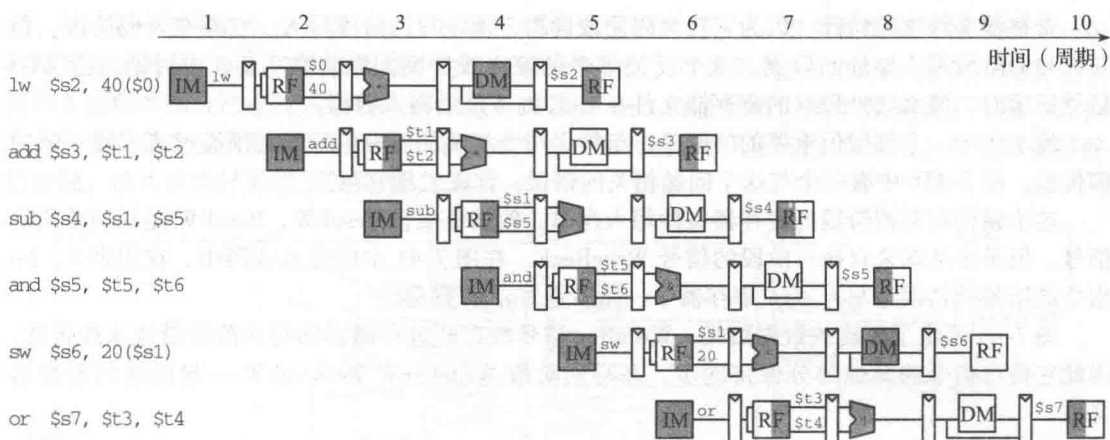 1 2 3 4 5 6 7 8 9 10
时间（周期）
lw $s2, 40($0) IM lw RF $0 40 DM $s2 RF
add $s3, $t1, $t2 IM add RF $t1 $t2 DM $s3 RF
sub $s4, $s1, $s5 IM sub RF $s1 $s5 DM $s4 RF
and $s5, $t5, $t6 IM and RF $t5 $t6 DM $s5 RF
sw $s6, 20($s1) IM sw RF $s1 20 DM $s6 RF
or $s7, $t3, $t4 IM or RF $t3 $t4 DM $s7 RF